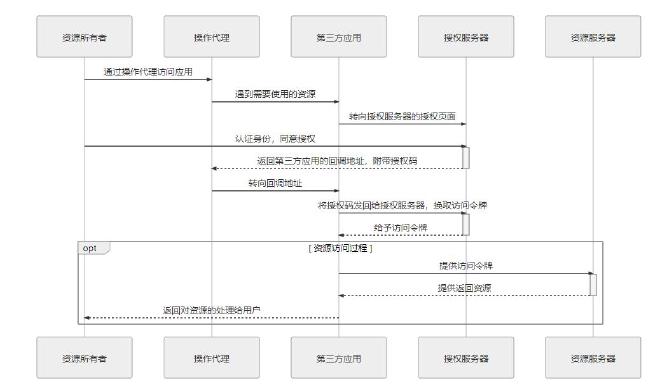 资源所有者 操作代理 第三方应用 授权服务器 资源服务器
通过操作代理访问应用
遇到需要使用的资源
转向授权服务器的授权页面
认证身份，同意授权
返回第三方应用的回调地址，附带授权码
转向回调地址
将授权码发回给授权服务器，换取访问令牌
给予访问令牌
opt [ 资源访问过程 ]
提供访问令牌
提供返回资源
返回对资源的处理给用户
资源所有者 操作代理 第三方应用 授权服务器 资源服务器